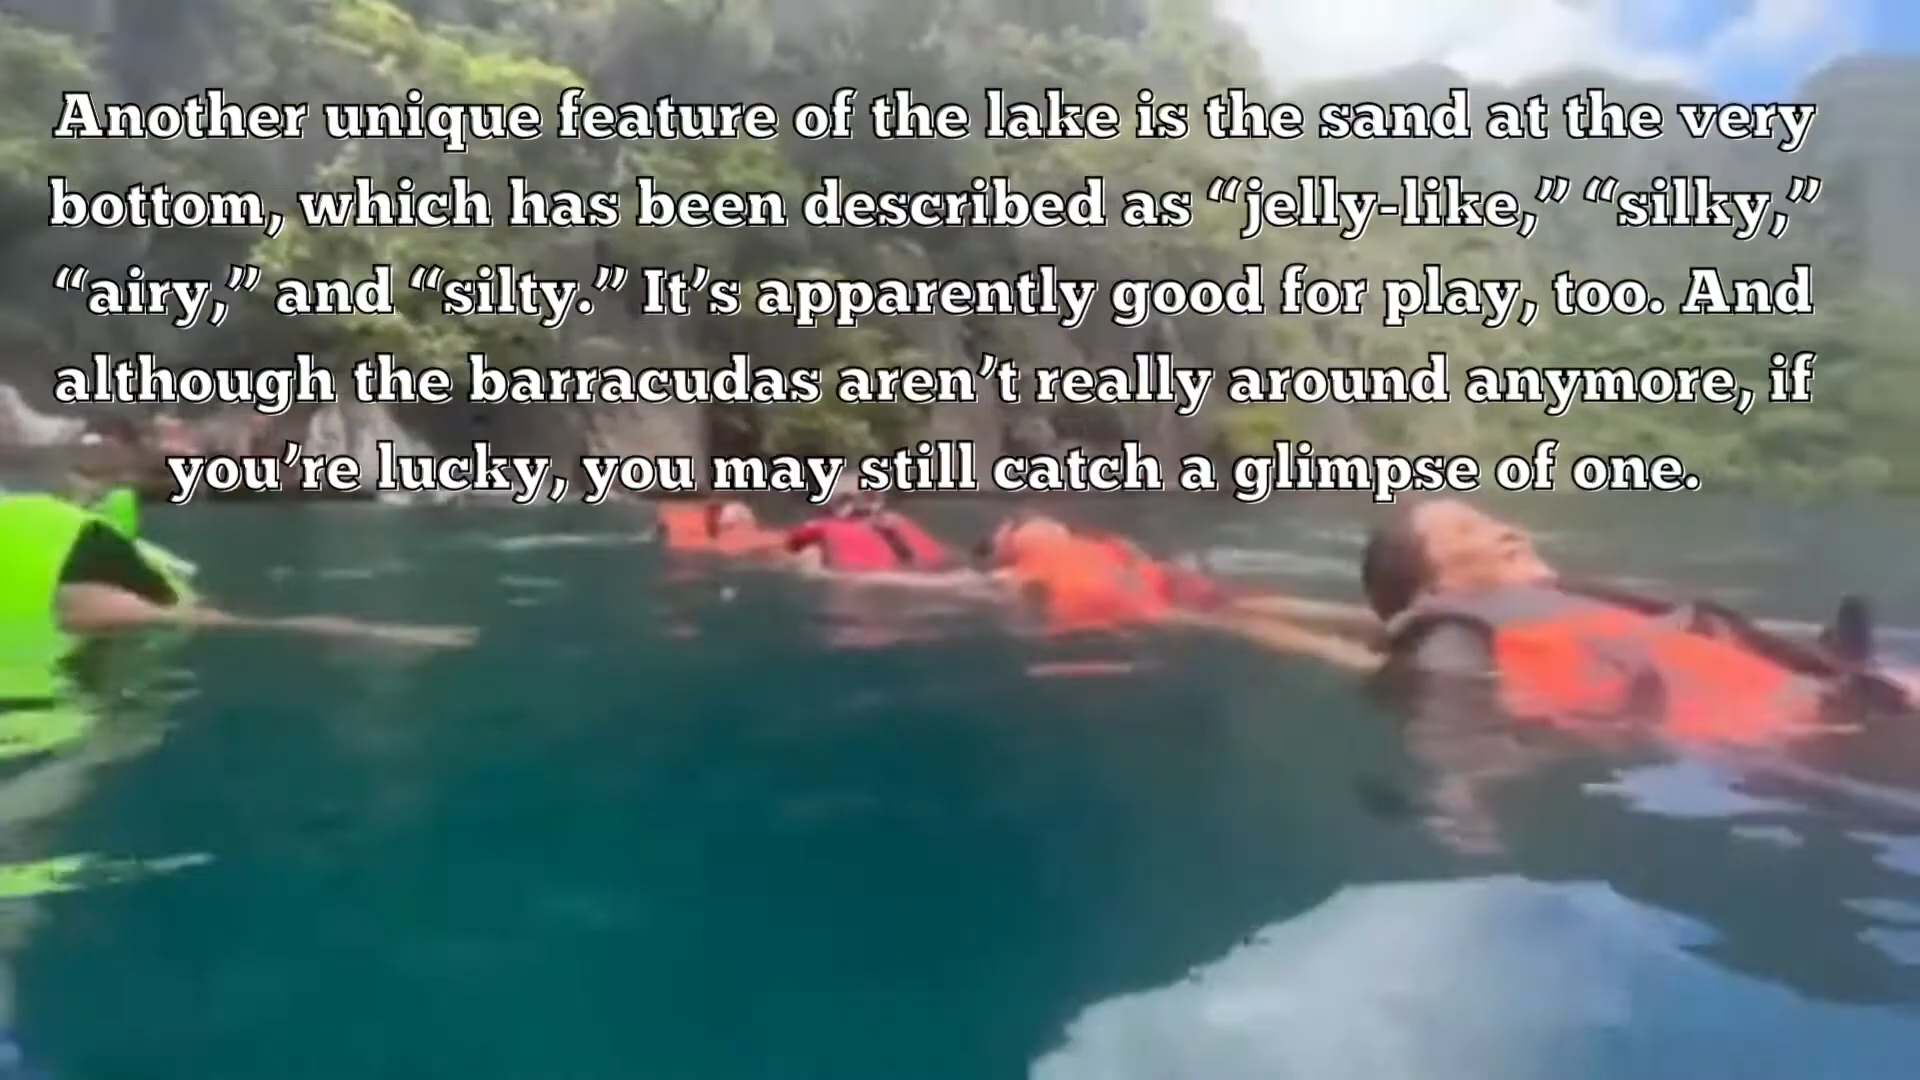 Another unique feature of the lake is the sand at the very
bottom, which has been described as “jelly-like,” “silky,”
“airy,” and “silty.” It’s apparently good for play, too. And
although the barracudas aren’t really around anymore, if
you’re lucky, you may still catch a glimpse of one.